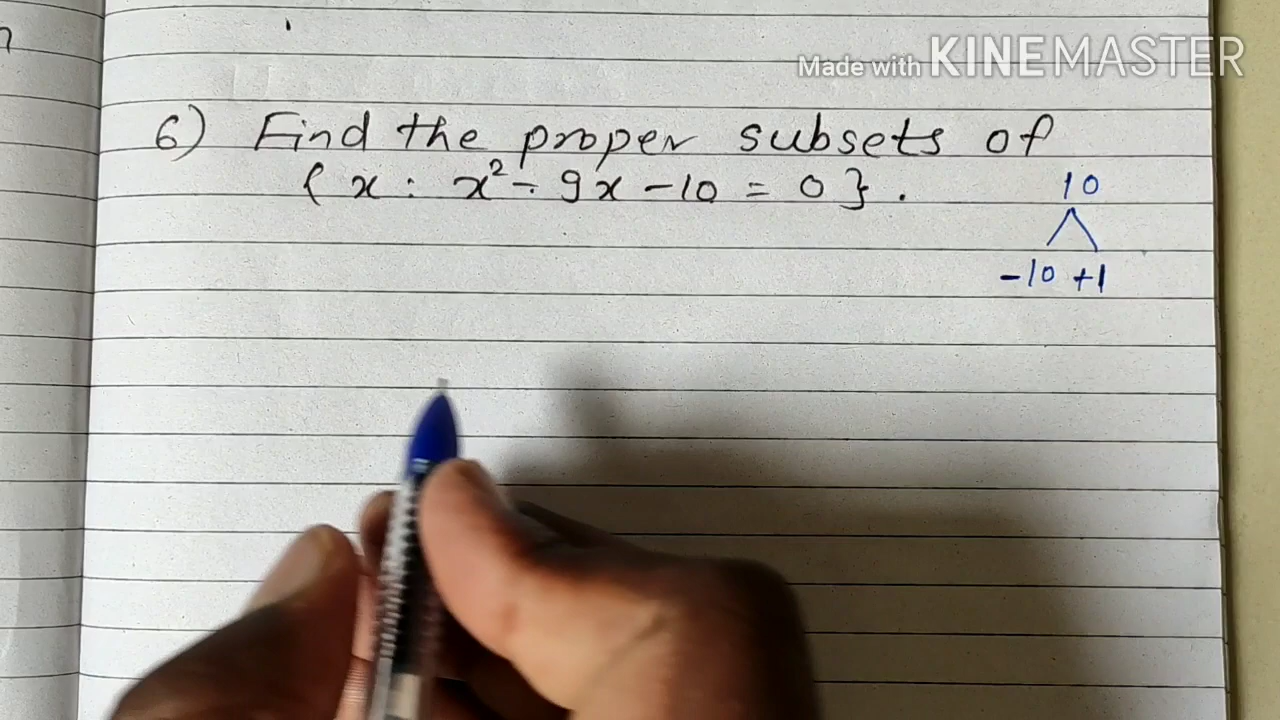 Made with KINEMASTER
6) Find the proper subsets of
{ x : x² - 9x - 10 = 0 } .
10
-10 +1